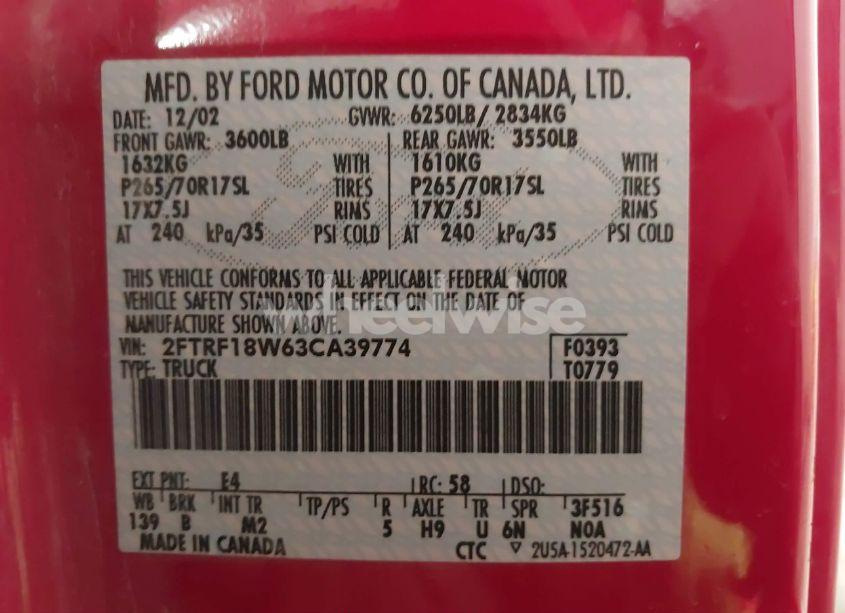 MFD. BY FORD MOTOR CO. OF CANADA, LTD.
DATE: 12/02 GVWR: 6250LB/ 2834KG
FRONT GAWR: 3600LB REAR GAWR: 3550LB
1632KG WITH 1610KG WITH
P265/70R17SL TIRES P265/70R17SL TIRES
17X7.5J RIMS 17X7.5J RIMS
AT 240 kPa/35 PSI COLD AT 240 kPa/35 PSI COLD
THIS VEHICLE CONFORMS TO ALL APPLICABLE FEDERAL MOTOR
VEHICLE SAFETY STANDARDS IN EFFECT ON THE DATE OF
MANUFACTURE SHOWN ABOVE.
wheelwise
VIN: 2FTRF18W63CA39774 F0393
TYPE: TRUCK T0779
EXT PNT: E4 RC: 58 DSO:
WB BRK INT TR TP/PS R AXLE TR SPR 3F516
139 B M2 5 H9 U 6N NOA
MADE IN CANADA CTC ▽ 2U5A-1520472-AA